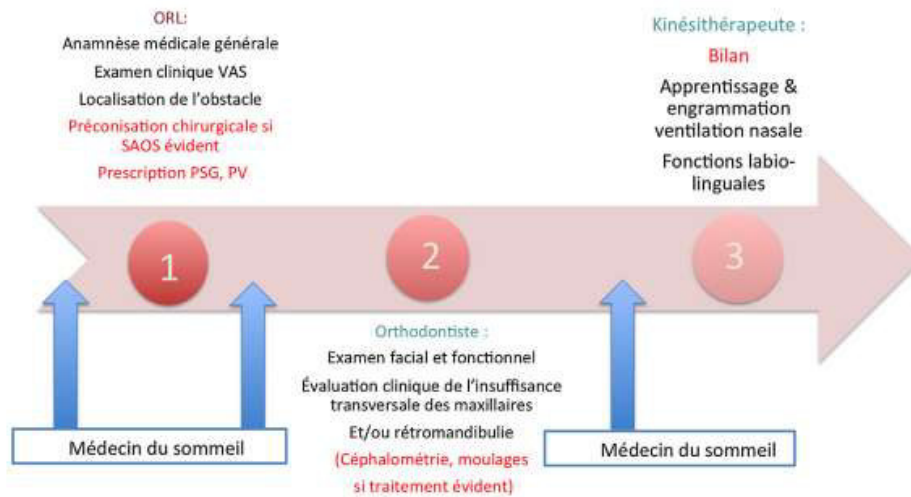 ORL:
Anamnèse médicale générale
Examen clinique VAS
Localisation de l'obstacle
Préconisation chirurgicale si
SAOS évident
Prescription PSG, PV
Kinésithérapeute :
Bilan
Apprentissage &
engrammation
ventilation nasale
Fonctions labio-
linguales
1
2
3
Orthodontiste :
Examen facial et fonctionnel
Évaluation clinique de l'insuffisance
transversale des maxillaires
Et/ou rétromandibulie
(Céphalométrie, moulages
si traitement évident)
Médecin du sommeil
Médecin du sommeil